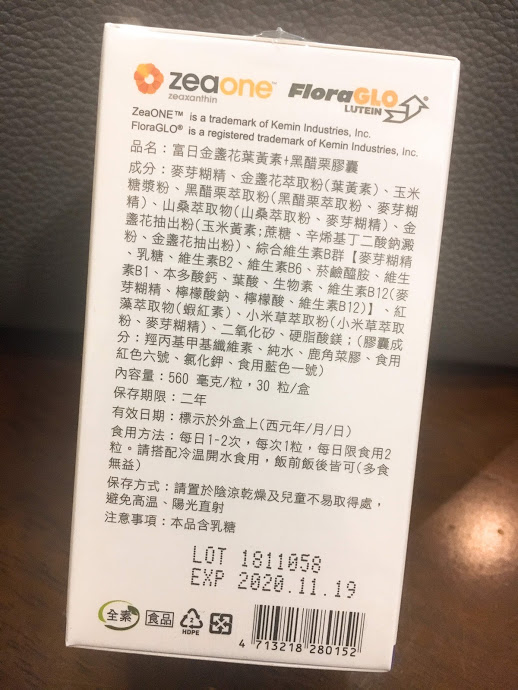 zeaone™ FloraGLO®
zeaxanthin LUTEIN
ZeaONE™ is a trademark of Kemin Industries, Inc.
FloraGLO® is a registered trademark of Kemin Industries, Inc.
品名：富日金盞花葉黃素+黑醋栗膠囊
成分：麥芽糊精、金盞花萃取粉(葉黃素)、玉米
糖漿粉、黑醋栗萃取粉(黑醋栗萃取粉、麥芽糊
精)、山桑萃取物(山桑萃取粉、麥芽糊精)、金
盞花抽出粉(玉米黃素;蔗糖、辛烯基丁二酸鈉澱
粉、金盞花抽出粉)、綜合維生素B群【麥芽糊精
、乳糖、維生素B2、維生素B6、菸鹼醯胺、維生
素B1、本多酸鈣、葉酸、生物素、維生素B12(麥
芽糊精、檸檬酸鈉、檸檬酸、維生素B12)】、紅
藻萃取物(蝦紅素)、小米草萃取粉(小米草萃取
粉、麥芽糊精)、二氧化矽、硬脂酸鎂；(膠囊成
分：羥丙基甲基纖維素、純水、鹿角菜膠、食用
紅色六號、氯化鉀、食用藍色一號)
內容量：560 毫克/粒，30 粒/盒
保存期限：二年
有效日期：標示於外盒上(西元年/月/日)
食用方法：每日1-2次，每次1粒，每日限食用2
粒。請搭配冷溫開水食用，飯前飯後皆可(多食
無益)
保存方式：請置於陰涼乾燥及兒童不易取得處，
避免高溫、陽光直射
注意事項：本品含乳糖
LOT 1811058
EXP 2020.11.19
全素 食品 2 HDPE
4 713218 280152